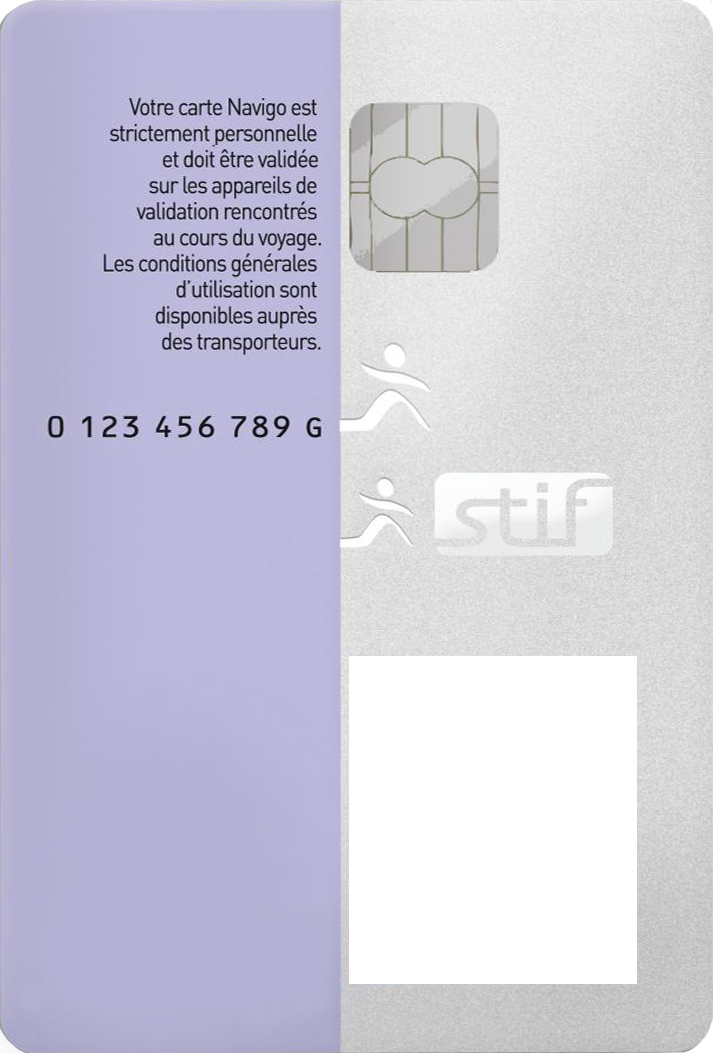 Votre carte Navigo est
strictement personnelle
et doit être validée
sur les appareils de
validation rencontrés
au cours du voyage.
Les conditions générales
d'utilisation sont
disponibles auprès
des transporteurs.
0 123 456 789 G
stif